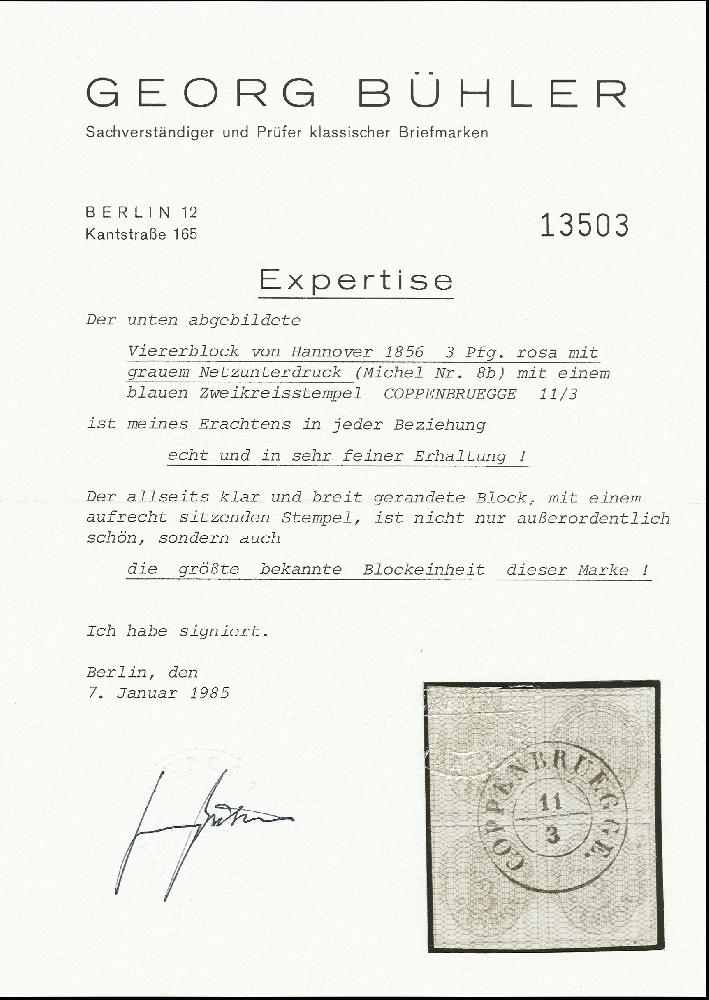 GEORG BÜHLER
Sachverständiger und Prüfer klassischer Briefmarken
BERLIN 12
Kantstraße 165
13503
Expertise
Der unten abgebildete
Viererblock von Hannover 1856 3 Pfg. rosa mit
grauem Netzunterdruck (Michel Nr. 8b) mit einem
blauen Zweikreisstempel COPPENBRUEGGE 11/3
ist meines Erachtens in jeder Beziehung
echt und in sehr feiner Erhaltung !
Der allseits klar und breit gerandete Block, mit einem
aufrecht sitzenden Stempel, ist nicht nur außerordentlich
schön, sondern auch
die größte bekannte Blockeinheit dieser Marke !
Ich habe signiert.
Berlin, den
7. Januar 1985
COPPENBRUEGGE.
11
3